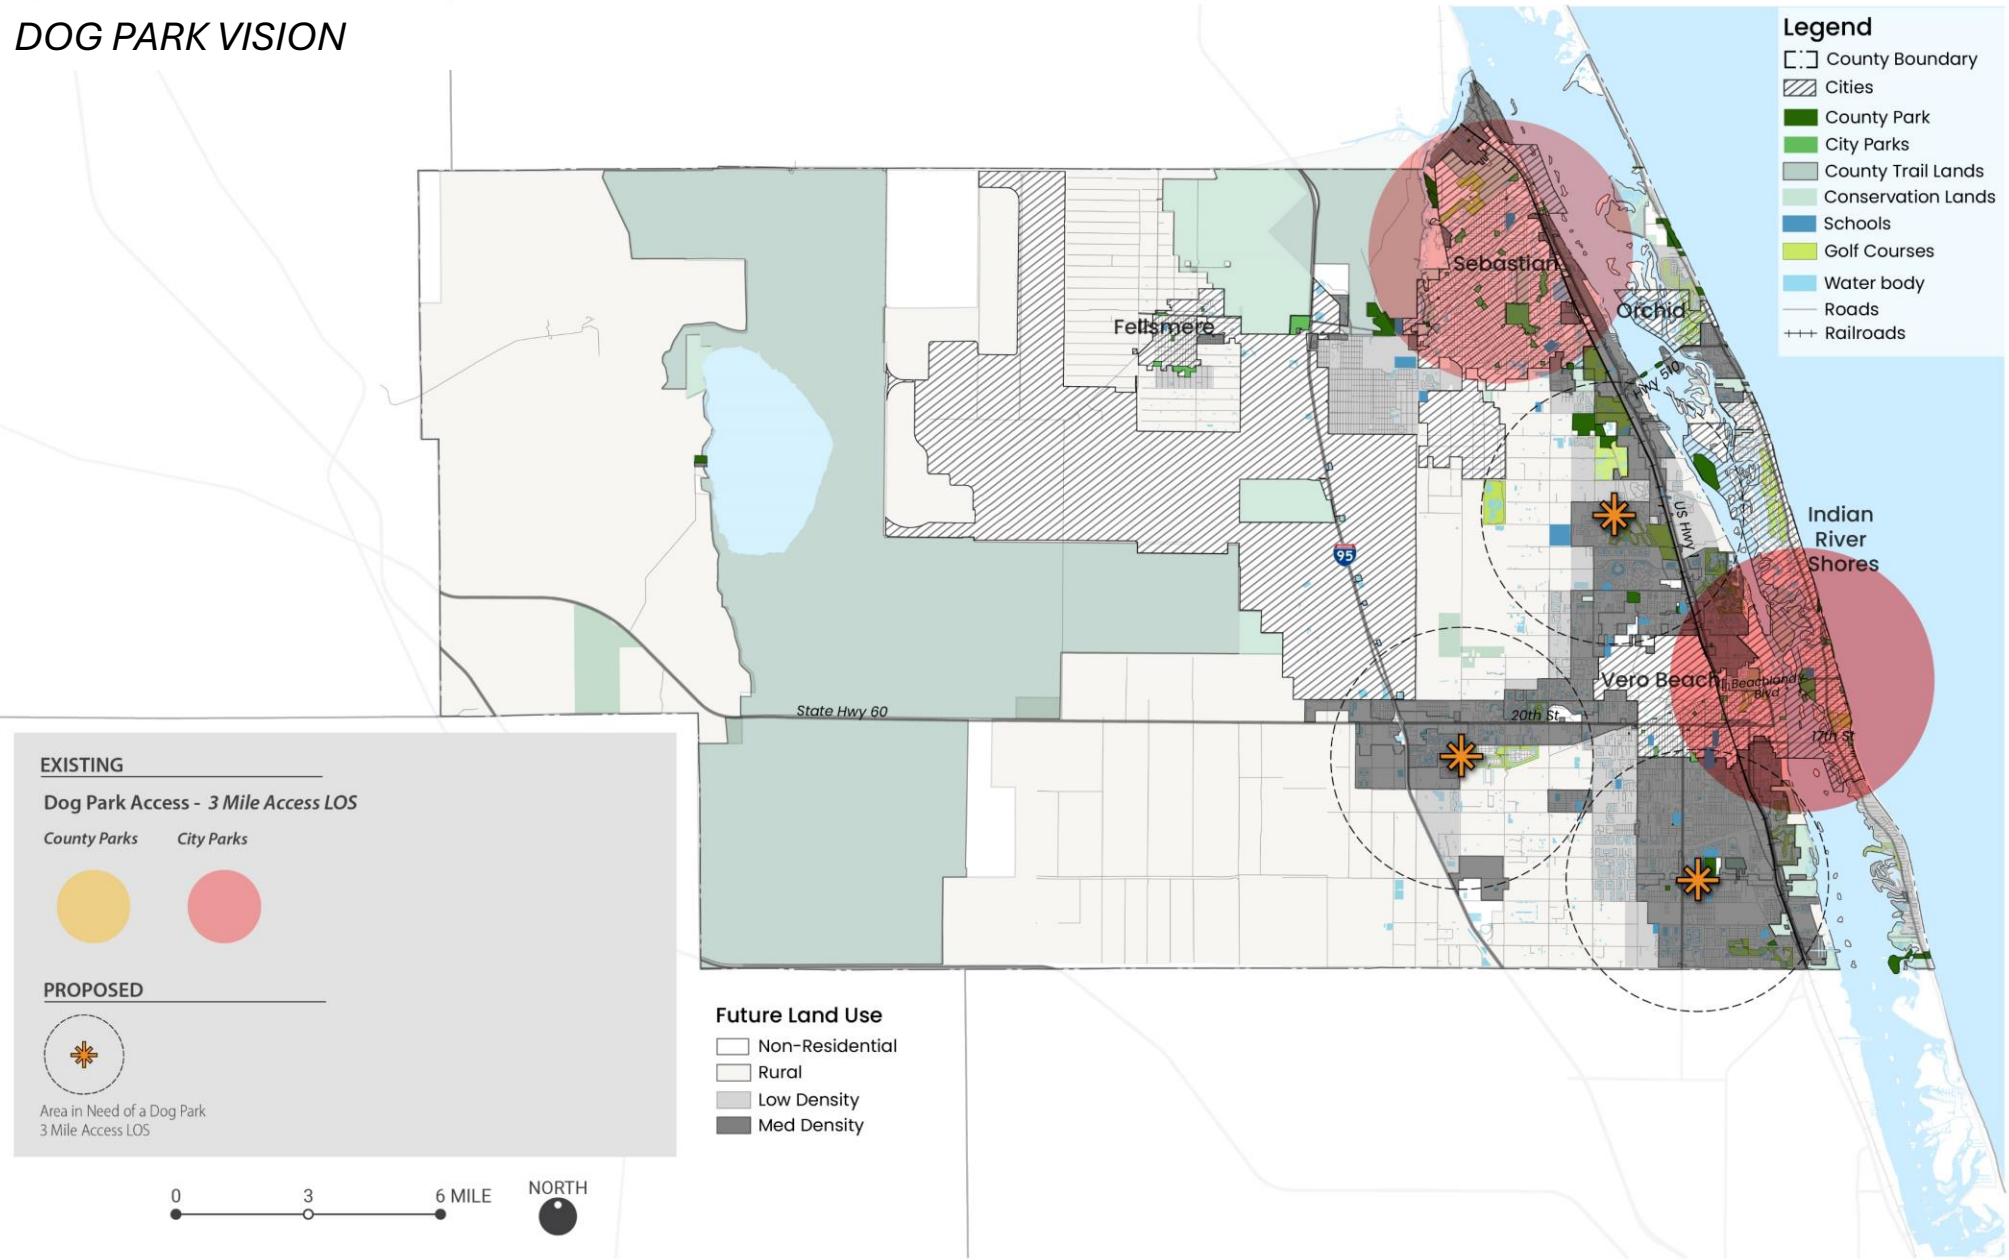 DOG PARK VISION
Legend
County Boundary
Cities
County Park
City Parks
County Trail Lands
Conservation Lands
Schools
Golf Courses
Water body
Roads
Railroads
Sebastian
Orchid
Fellsmere
Hwy 510
US Hwy 1
Indian
River
Shores
95
Vero Beach
Beachland
Blvd
State Hwy 60
20th St
17th St
EXISTING
Dog Park Access - 3 Mile Access LOS
County Parks
City Parks
PROPOSED
Area in Need of a Dog Park
3 Mile Access LOS
Future Land Use
Non-Residential
Rural
Low Density
Med Density
0 3 6 MILE
NORTH